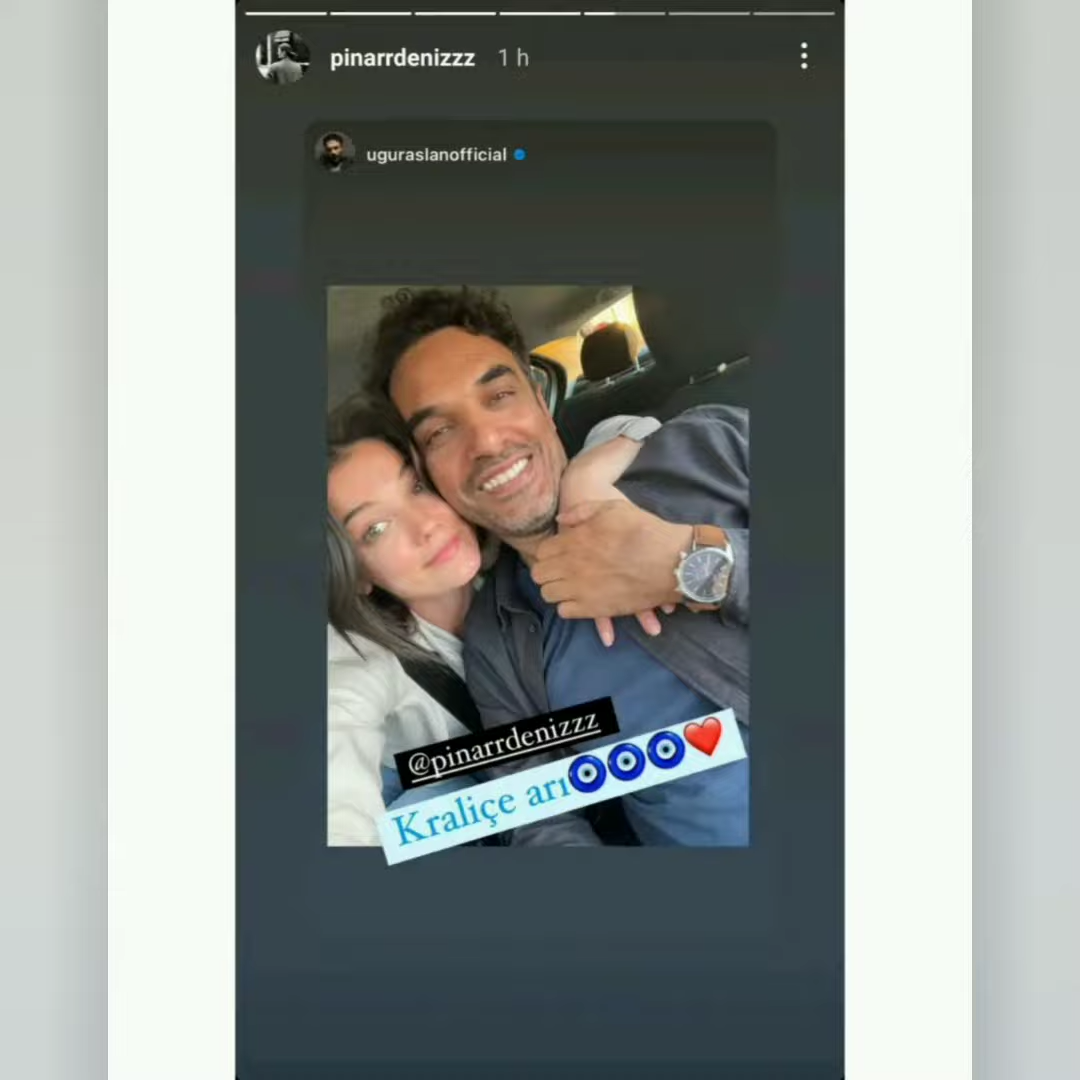 pinarrdenizzz 1 h
uguraslanofficial
@pinarrdenizzz
Kraliçe arı🧿🧿🧿❤️